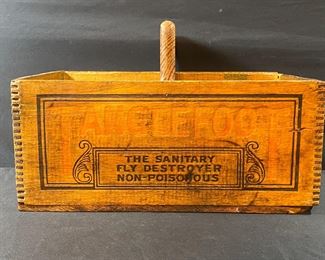 TANGLEFOOT
THE SANITARY
FLY DESTROYER
NON-POISONOUS